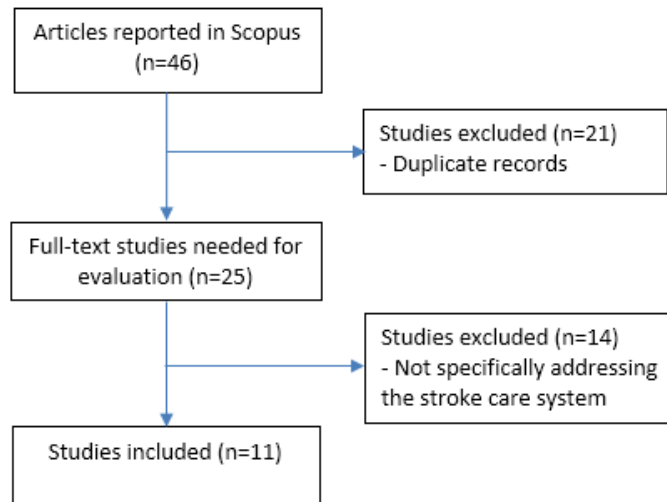 Articles reported in Scopus
(n=46)
Studies excluded (n=21)
- Duplicate records
Full-text studies needed for
evaluation (n=25)
Studies excluded (n=14)
- Not specifically addressing
the stroke care system
Studies included (n=11)